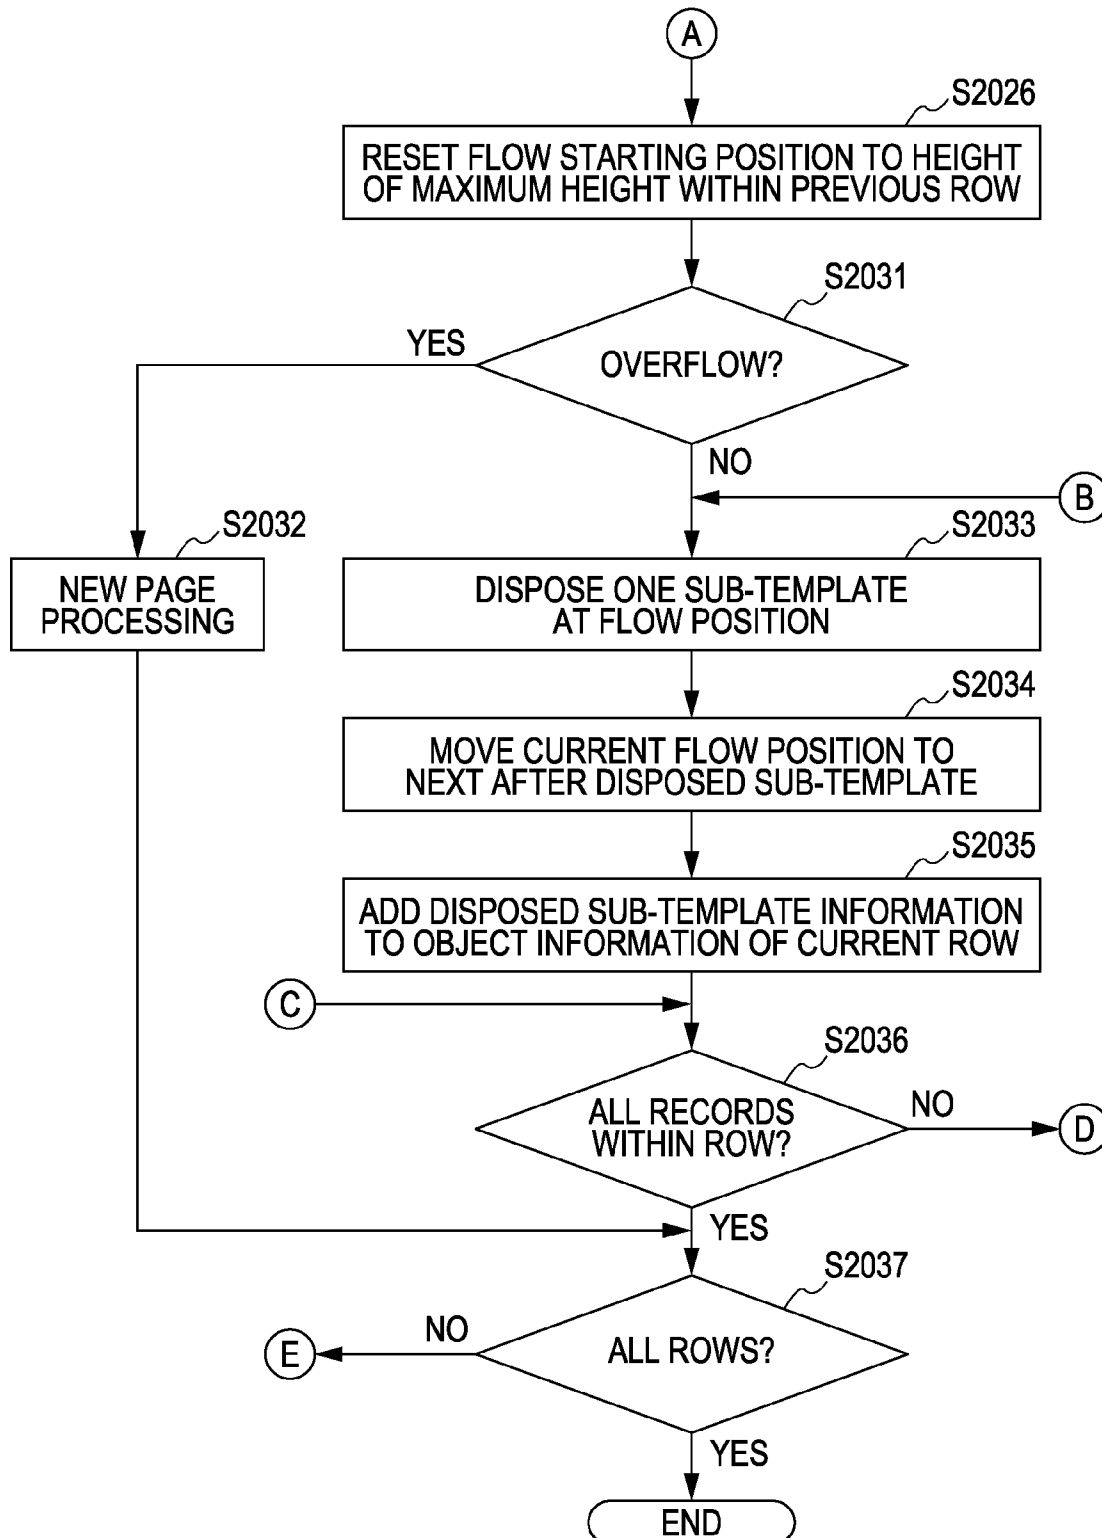 A
S2026
RESET FLOW STARTING POSITION TO HEIGHT
OF MAXIMUM HEIGHT WITHIN PREVIOUS ROW
S2031
YES
OVERFLOW?
NO
B
S2032
S2033
NEW PAGE
PROCESSING
DISPOSE ONE SUB-TEMPLATE
AT FLOW POSITION
S2034
MOVE CURRENT FLOW POSITION TO
NEXT AFTER DISPOSED SUB-TEMPLATE
S2035
ADD DISPOSED SUB-TEMPLATE INFORMATION
TO OBJECT INFORMATION OF CURRENT ROW
C
S2036
ALL RECORDS
WITHIN ROW?
NO
D
YES
S2037
NO
E
ALL ROWS?
YES
END